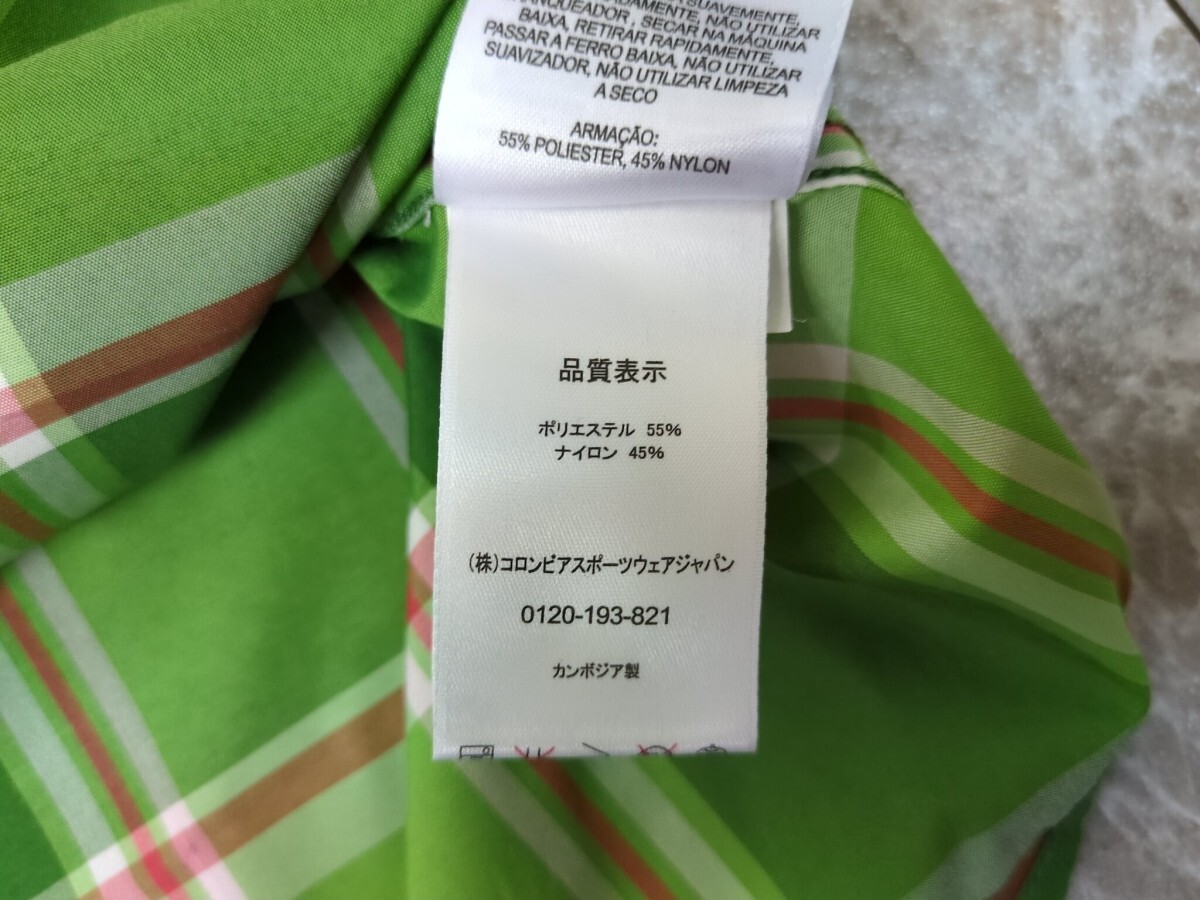 SUAVEMENTE,
NÃO UTILIZAR
, SECAR NA MÁQUINA
BAIXA, RETIRAR RAPIDAMENTE,
PASSAR A FERRO BAIXA, NÃO UTILIZAR
SUAVIZADOR, NÃO UTILIZAR LIMPEZA
A SECO
ARMAÇÃO:
55% POLIESTER, 45% NYLON
品質表示
ポリエステル 55%
ナイロン 45%
(株)コロンビアスポーツウェアジャパン
0120-193-821
カンボジア製